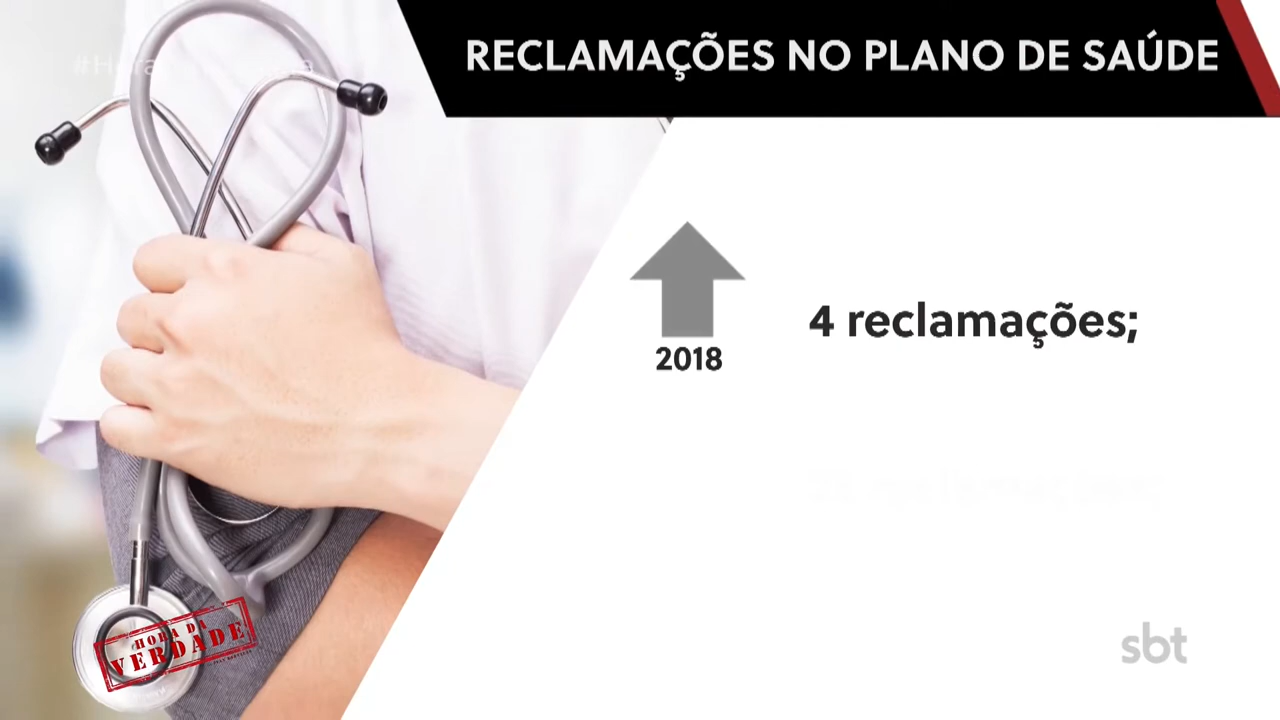 RECLAMAÇÕES NO PLANO DE SAÚDE
4 reclamações;
2018
HORA DA
VERDADE
sbt